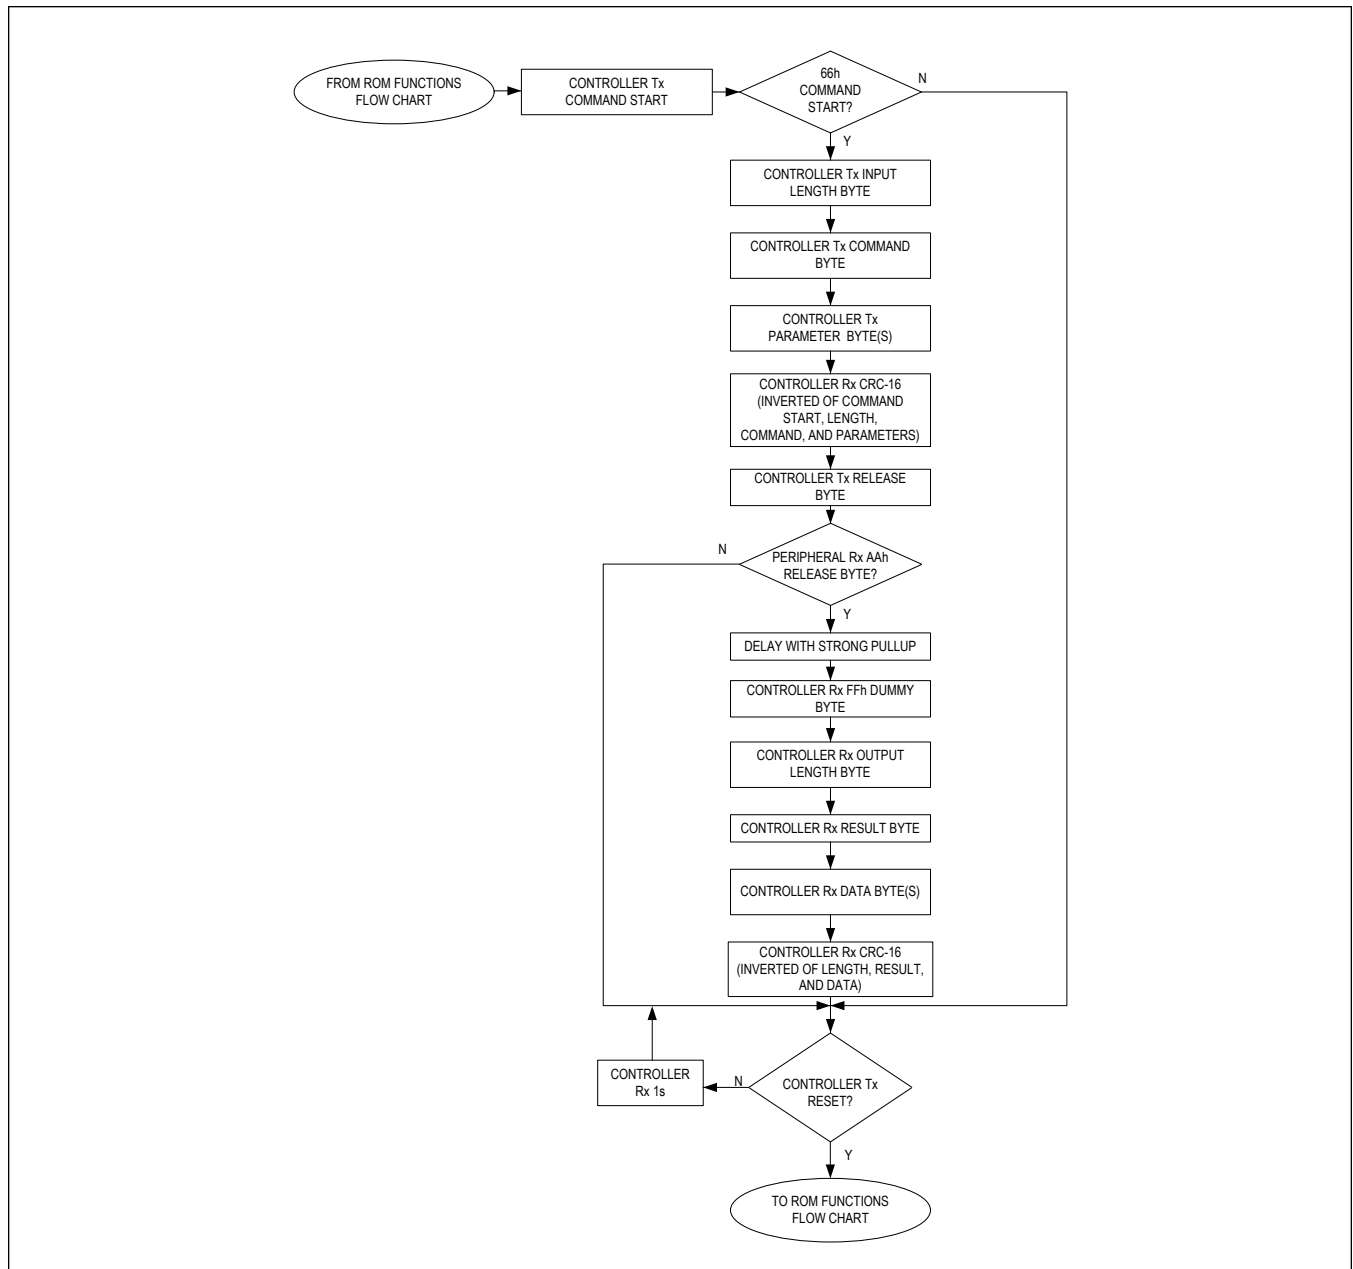 FROM ROM FUNCTIONS
FLOW CHART
CONTROLLER Tx
COMMAND START
66h
COMMAND
START?
N
Y
CONTROLLER Tx INPUT
LENGTH BYTE
CONTROLLER Tx COMMAND
BYTE
CONTROLLER Tx
PARAMETER BYTE(S)
CONTROLLER Rx CRC-16
(INVERTED OF COMMAND
START, LENGTH,
COMMAND, AND PARAMETERS)
CONTROLLER Tx RELEASE
BYTE
N
PERIPHERAL Rx AAh
RELEASE BYTE?
Y
DELAY WITH STRONG PULLUP
CONTROLLER Rx FFh DUMMY
BYTE
CONTROLLER Rx OUTPUT
LENGTH BYTE
CONTROLLER Rx RESULT BYTE
CONTROLLER Rx DATA BYTE(S)
CONTROLLER Rx CRC-16
(INVERTED OF LENGTH, RESULT,
AND DATA)
CONTROLLER
Rx 1s
N
CONTROLLER Tx
RESET?
Y
TO ROM FUNCTIONS
FLOW CHART